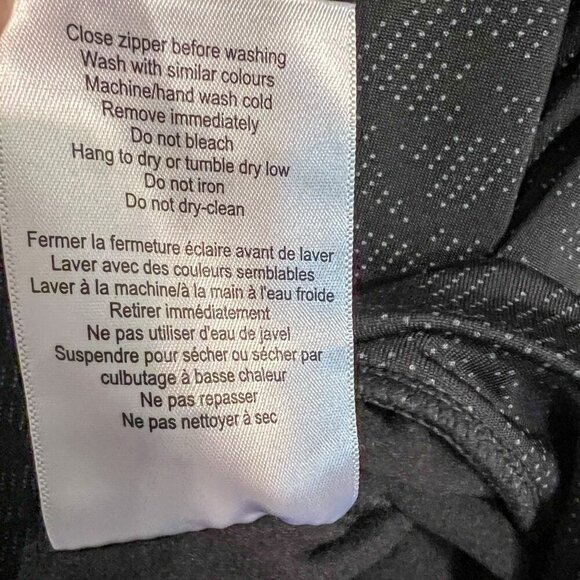 Close zipper before washing
Wash with similar colours
Machine/hand wash cold
Remove immediately
Do not bleach
Hang to dry or tumble dry low
Do not iron
Do not dry-clean
Fermer la fermeture éclaire avant de laver
Laver avec des couleurs semblables
Laver à la machine/à la main à l'eau froide
Retirer immédiatement
Ne pas utiliser d'eau de javel
Suspendre pour sécher ou sécher par
culbutage à basse chaleur
Ne pas repasser
Ne pas nettoyer à sec